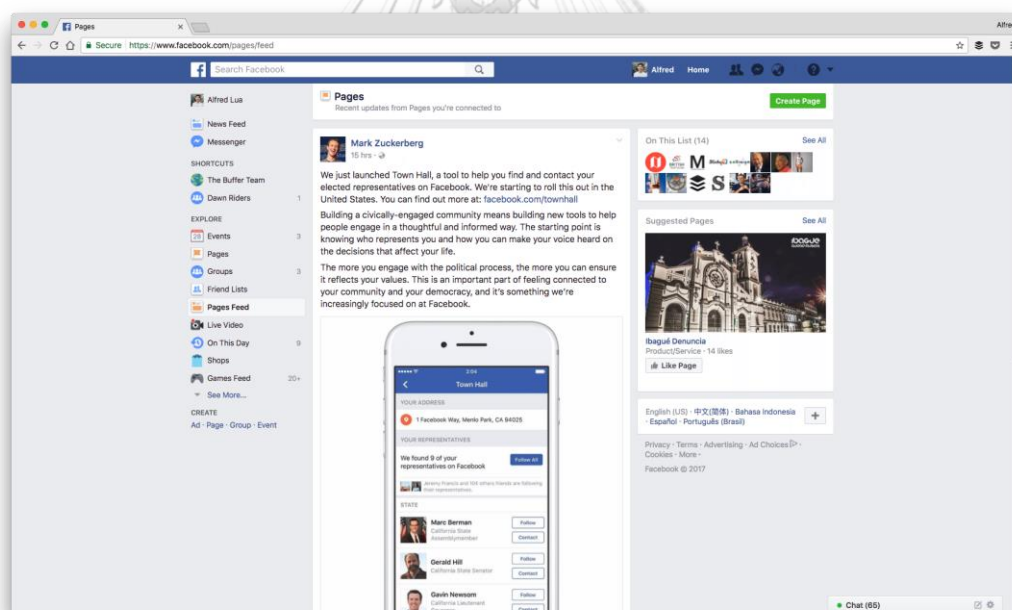 Pages
Alfred
Secure https://www.facebook.com/pages/feed
Search Facebook
Alfred Home
Alfred Lua
News Feed
Messenger
SHORTCUTS
The Buffer Team
Dawn Riders 1
EXPLORE
Events 3
Pages
Groups 3
Friend Lists
Pages Feed
Live Video
On This Day 9
Shops
Games Feed 20+
See More...
CREATE
Ad · Page · Group · Event
Pages
Recent updates from Pages you're connected to
Create Page
Mark Zuckerberg
15 hrs ·
We just launched Town Hall, a tool to help you find and contact your
elected representatives on Facebook. We're starting to roll this out in the
United States. You can find out more at: facebook.com/townhall
Building a civically-engaged community means building new tools to help
people engage in a thoughtful and informed way. The starting point is
knowing who represents you and how you can make your voice heard on
the decisions that affect your life.
The more you engage with the political process, the more you can ensure
it reflects your values. This is an important part of feeling connected to
your community and your democracy, and it's something we're
increasingly focused on at Facebook.
2:04
Town Hall
YOUR ADDRESS
1 Facebook Way, Menlo Park, CA 94025
YOUR REPRESENTATIVES
We found 9 of your
representatives on Facebook
Follow All
Jeremy Francis and others friends are following
their representatives.
STATE
Marc Berman
California State
Assemblymember
Follow
Contact
Gerald Hill
California State Senator
Follow
Contact
Gavin Newsom
California Lieutenant
Follow
Contact
On This List (14) See All
M
S
Suggested Pages See All
IBAGUÉ
Ibagué Denuncia
Product/Service · 14 likes
Like Page
English (US) · 中文(简体) · Bahasa Indonesia
· Español · Português (Brasil)
Privacy · Terms · Advertising · Ad Choices ·
Cookies · More ·
Facebook © 2017
Chat (65)